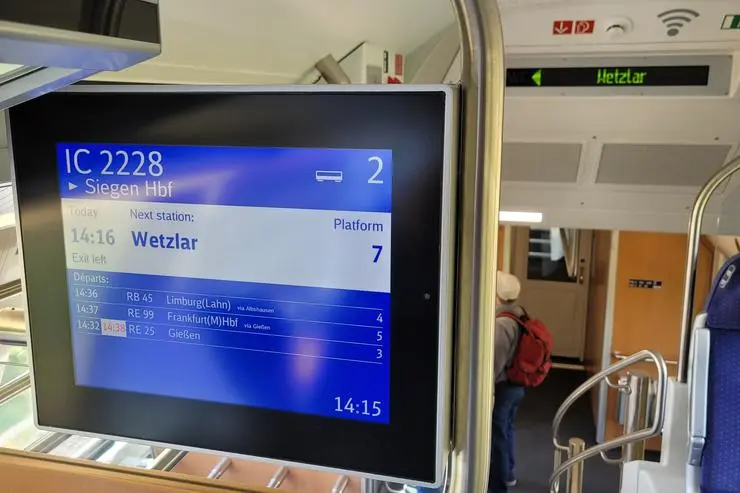 Wetzlar
IC 2228
2
Siegen Hbf
Today
Next station:
Platform
14:16
Wetzlar
7
Exit left
Départs:
14:36 RB 45 Limburg(Lahn) via Albshausen 4
14:37 RE 99 Frankfurt(M)Hbf via Gießen 5
14:32 14:38 RE 25 Gießen 3
14:15